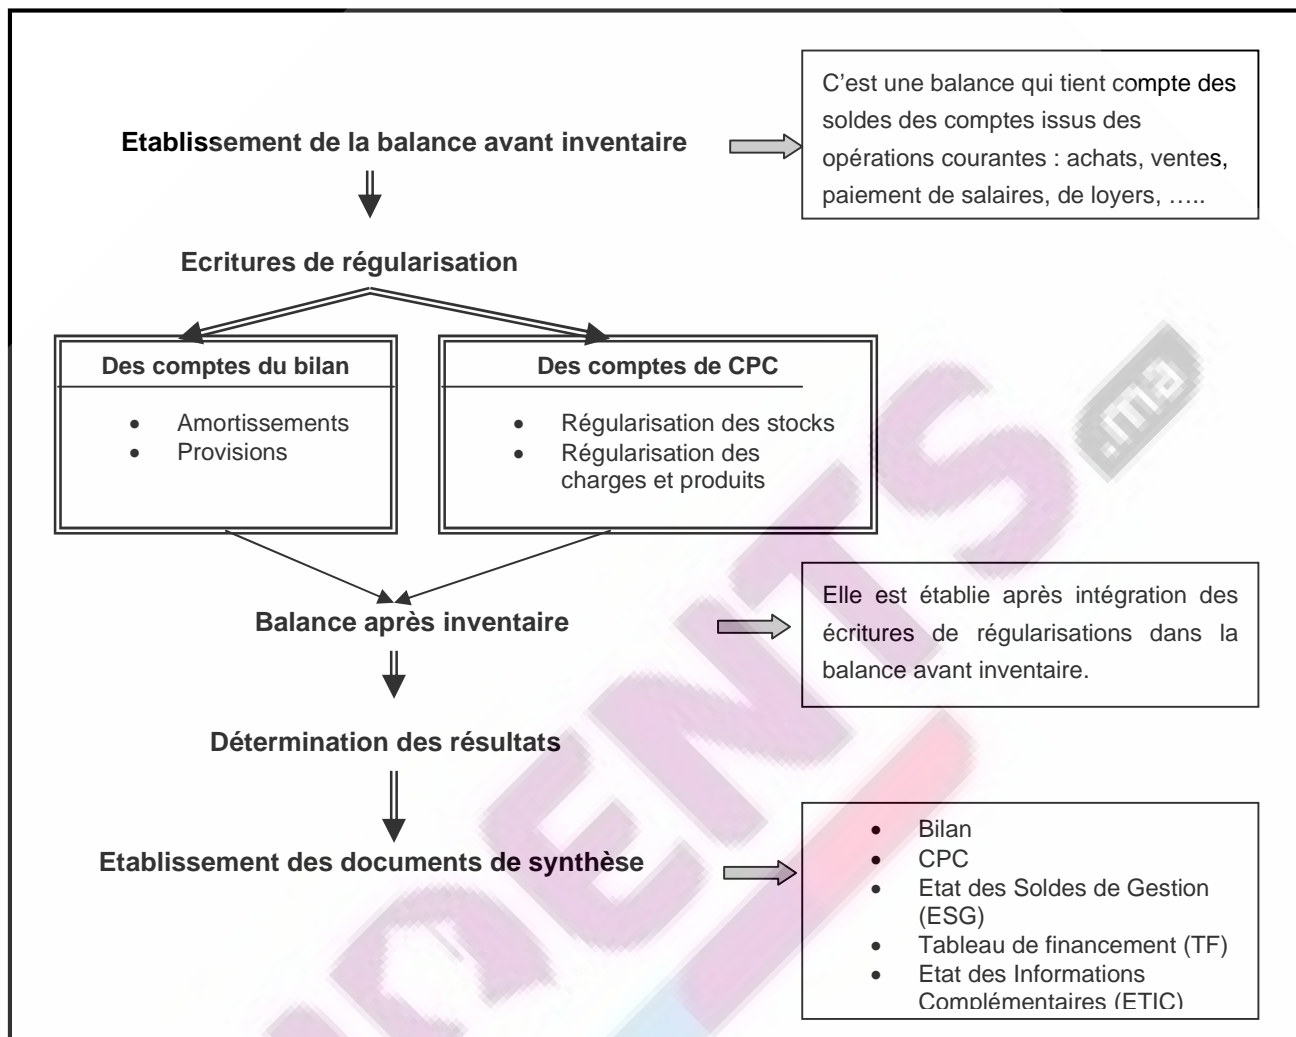 C'est une balance qui tient compte des
soldes des comptes issus des
opérations courantes : achats, ventes,
paiement de salaires, de loyers, …..
Etablissement de la balance avant inventaire
Ecritures de régularisation
Des comptes du bilan
• Amortissements
• Provisions
Des comptes de CPC
• Régularisation des stocks
• Régularisation des
charges et produits
Balance après inventaire
Elle est établie après intégration des
écritures de régularisations dans la
balance avant inventaire.
Détermination des résultats
Etablissement des documents de synthèse
• Bilan
• CPC
• Etat des Soldes de Gestion
(ESG)
• Tableau de financement (TF)
• Etat des Informations
Complémentaires (ETIC)
.ma